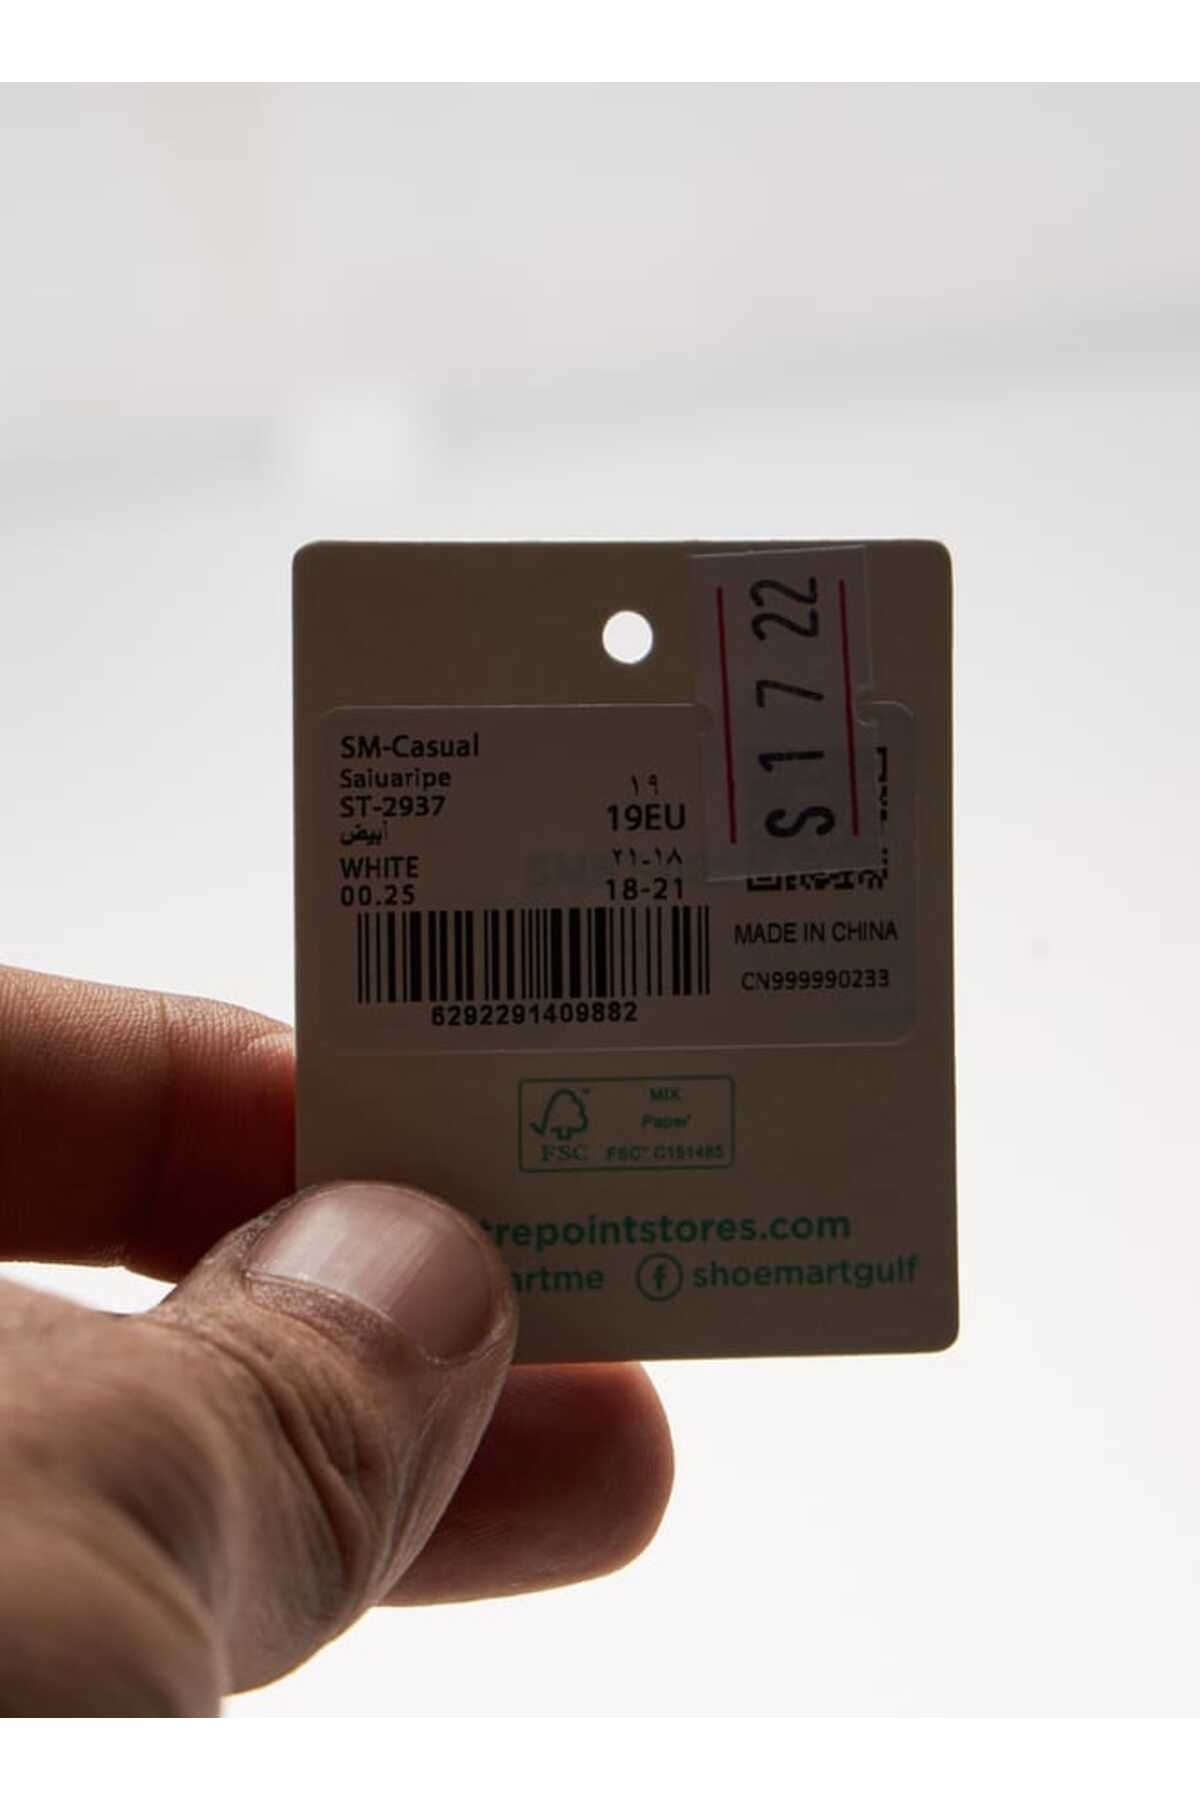 S 1 7 22
SM-Casual
Saiuaripe
ST-2937
أبيض
WHITE
00.25
١٩
19EU
٢١-١٨
18-21
MADE IN CHINA
CN999990233
6292291409882
FSC
MIX
Paper
FSC® C151485
trepointstores.com
artme
shoemartgulf